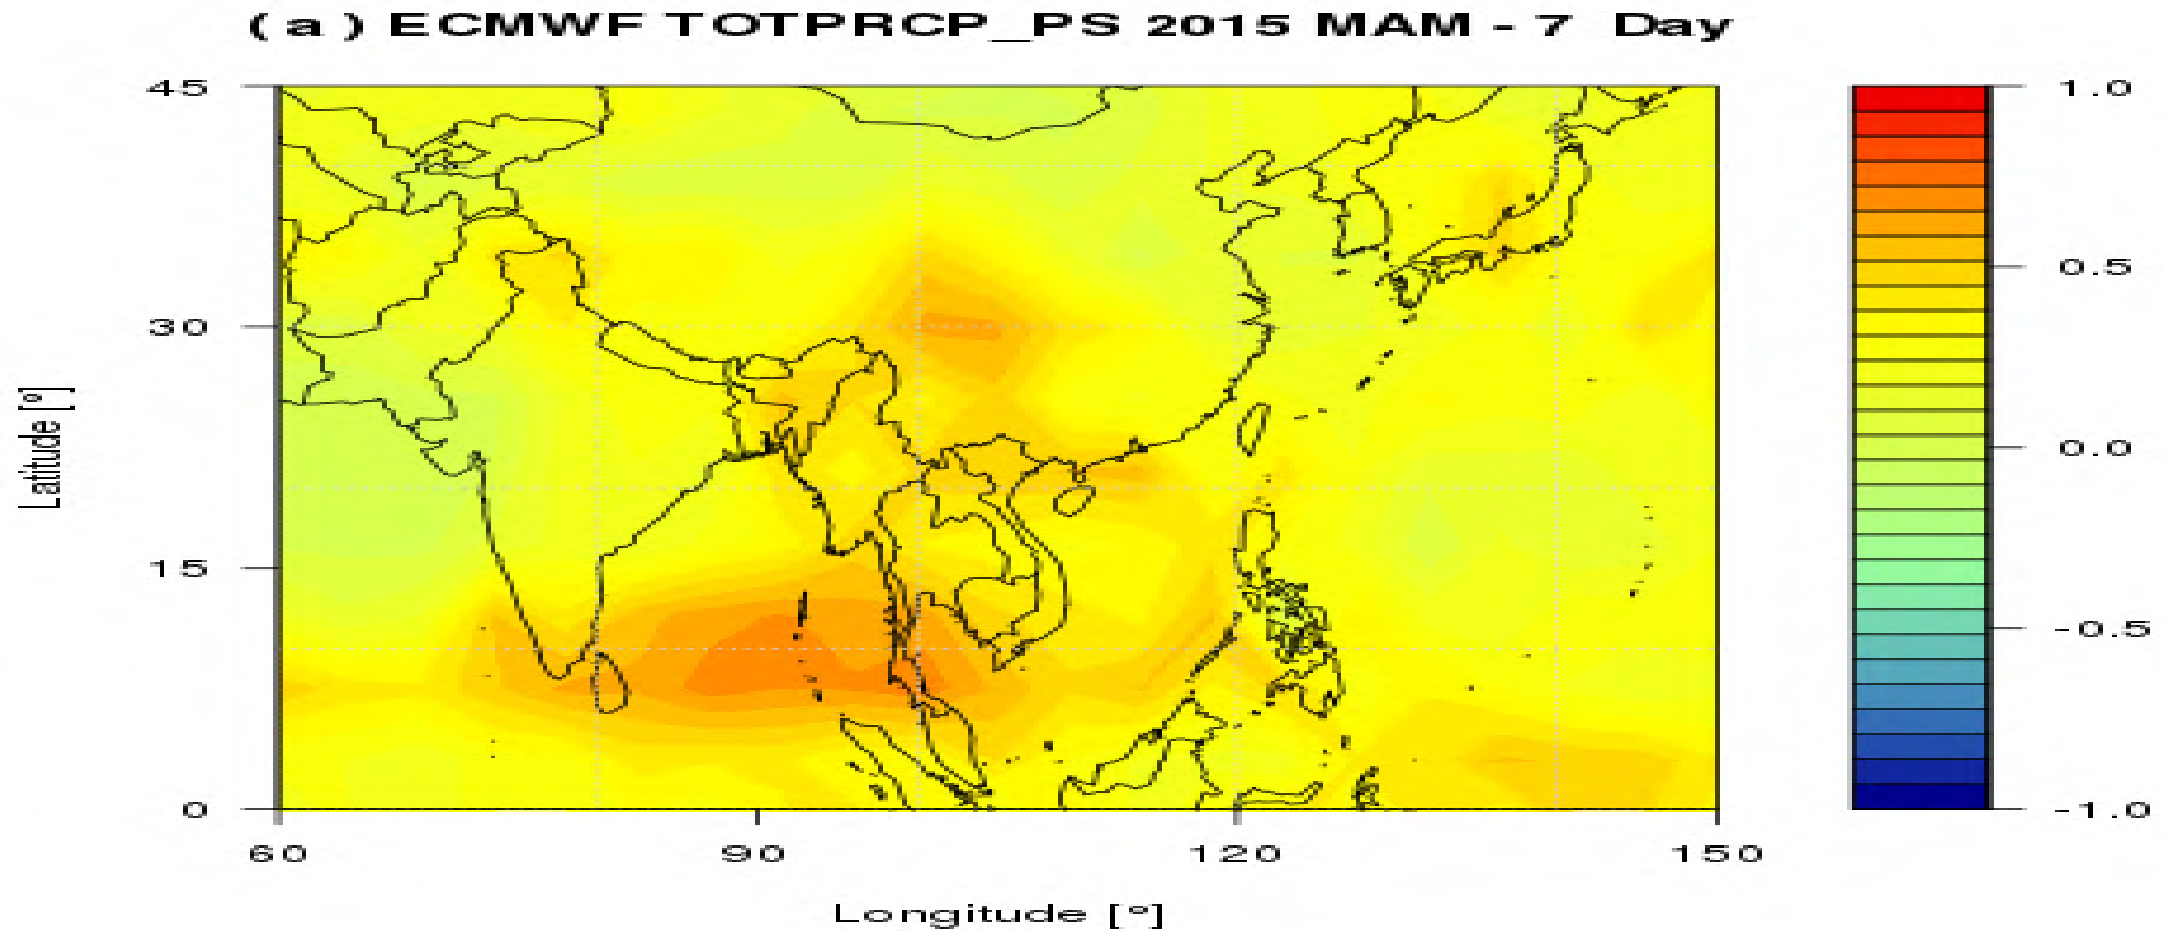 (a) ECMWF TOTPRCP_PS 2015 MAM - 7 Day
45
30
15
0
Latitude [º]
60 90 120 150
Longitude [º]
1.0
0.5
0.0
-0.5
-1.0